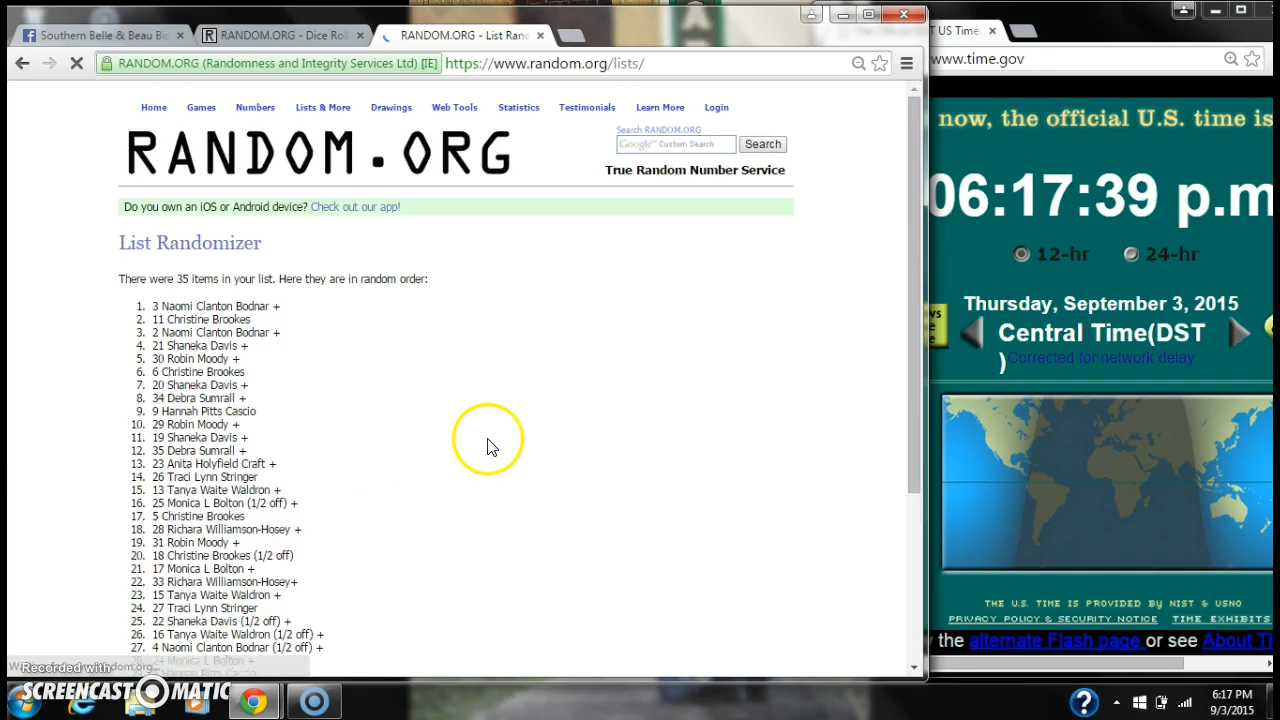 Southern Belle & Beau Bi
RANDOM.ORG - Dice Roll
RANDOM.ORG - List Rand
US Time
RANDOM.ORG (Randomness and Integrity Services Ltd) [IE]
https://www.random.org/lists/
www.time.gov
Home Games Numbers Lists & More Drawings Web Tools Statistics Testimonials Learn More Login
RANDOM.ORG
Search RANDOM.ORG
Google™ Custom Search
Search
True Random Number Service
Do you own an iOS or Android device? Check out our app!
List Randomizer
There were 35 items in your list. Here they are in random order:
1. 3 Naomi Clanton Bodnar +
2. 11 Christine Brookes
3. 2 Naomi Clanton Bodnar +
4. 21 Shaneka Davis +
5. 30 Robin Moody +
6. 6 Christine Brookes
7. 20 Shaneka Davis +
8. 34 Debra Sumrall +
9. 9 Hannah Pitts Cascio
10. 29 Robin Moody +
11. 19 Shaneka Davis +
12. 35 Debra Sumrall +
13. 23 Anita Holyfield Craft +
14. 26 Traci Lynn Stringer
15. 13 Tanya Waite Waldron +
16. 25 Monica L Bolton (1/2 off) +
17. 5 Christine Brookes
18. 28 Richara Williamson-Hosey +
19. 31 Robin Moody +
20. 18 Christine Brookes (1/2 off)
21. 17 Monica L Bolton +
22. 33 Richara Williamson-Hosey+
23. 15 Tanya Waite Waldron +
24. 27 Traci Lynn Stringer
25. 22 Shaneka Davis (1/2 off) +
26. 16 Tanya Waite Waldron (1/2 off) +
27. 4 Naomi Clanton Bodnar (1/2 off) +
28. 24 Monica L Bolton +
now, the official U.S. time is
06:17:39 p.m
12-hr 24-hr
Thursday, September 3, 2015
Central Time(DST
)Corrected for network delay
THE U.S. TIME IS PROVIDED BY NIST & USNO
PRIVACY POLICY & SECURITY NOTICE TIME EXHIBITS
y the alternate Flash page or see About Th
Recorded with
SCREENCAST MATIC
6:17 PM
9/3/2015